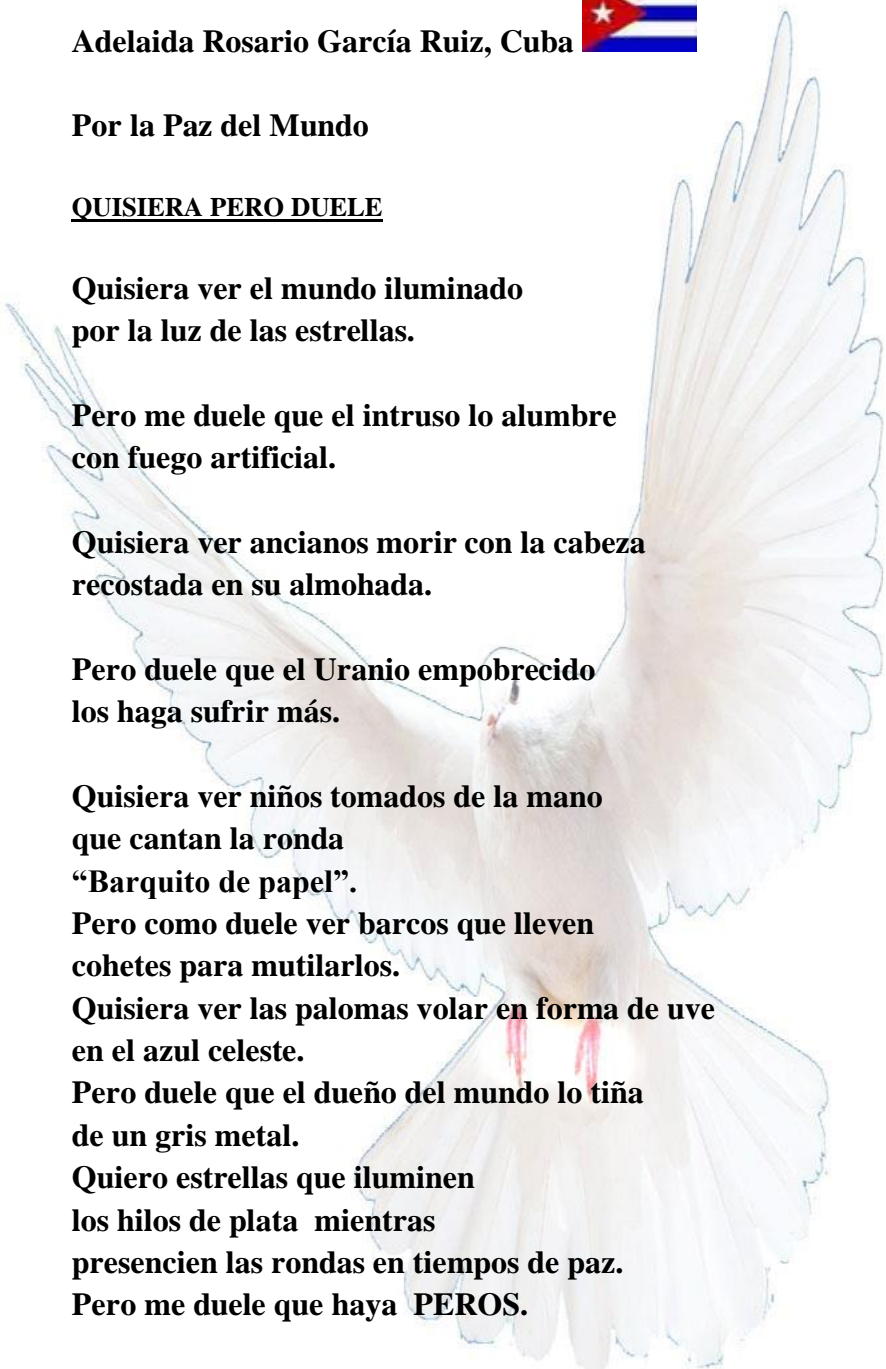 Adelaida Rosario García Ruiz, Cuba
Por la Paz del Mundo
QUISIERA PERO DUELE
Quisiera ver el mundo iluminado
por la luz de las estrellas.
Pero me duele que el intruso lo alumbre
con fuego artificial.
Quisiera ver ancianos morir con la cabeza
recostada en su almohada.
Pero duele que el Uranio empobrecido
los haga sufrir más.
Quisiera ver niños tomados de la mano
que cantan la ronda
“Barquito de papel”.
Pero como duele ver barcos que lleven
cohetes para mutilarlos.
Quisiera ver las palomas volar en forma de uve
en el azul celeste.
Pero duele que el dueño del mundo lo tiña
de un gris metal.
Quiero estrellas que iluminen
los hilos de plata  mientras
presencien las rondas en tiempos de paz.
Pero me duele que haya  PEROS.